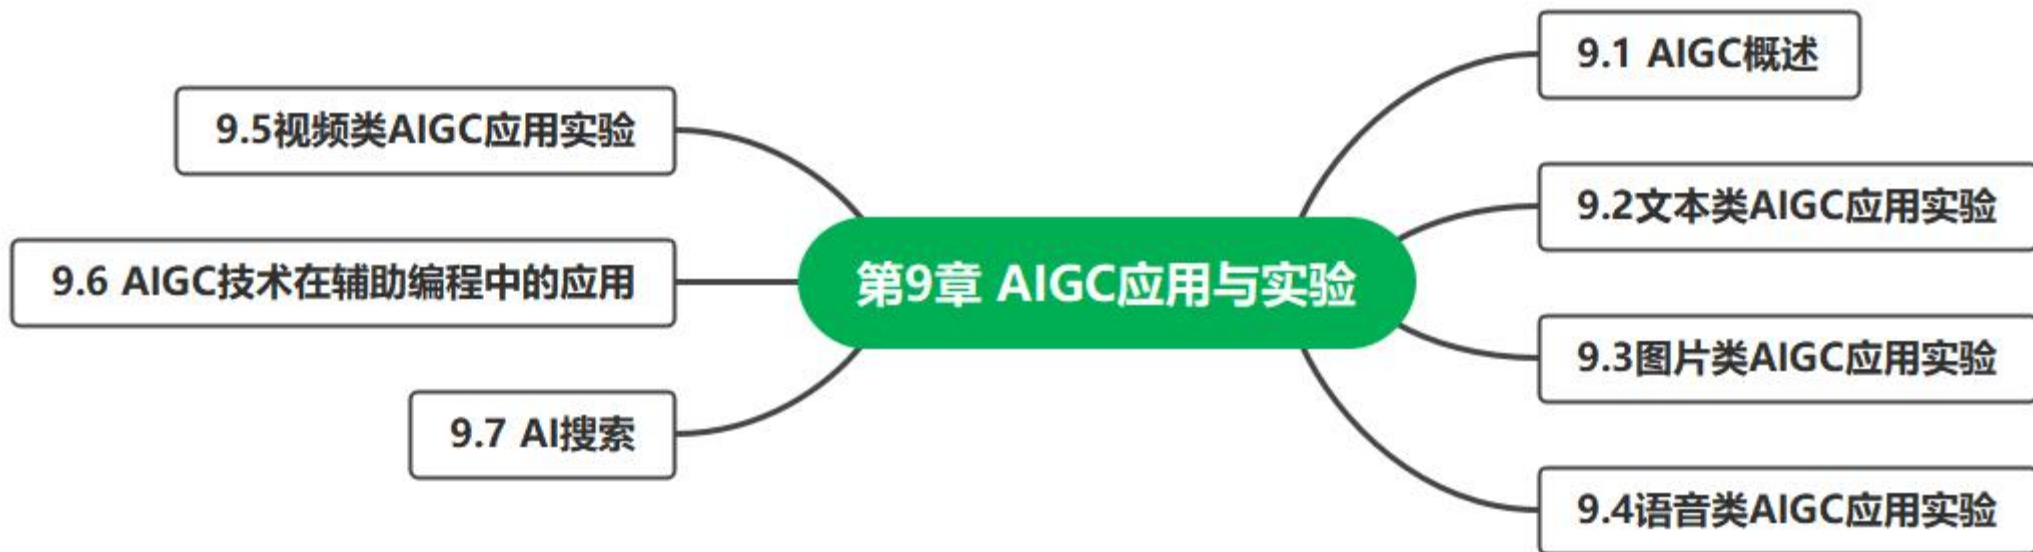 第9章 AIGC应用与实验
9.1 AIGC概述
9.2文本类AIGC应用实验
9.3图片类AIGC应用实验
9.4语音类AIGC应用实验
9.5视频类AIGC应用实验
9.6 AIGC技术在辅助编程中的应用
9.7 AI搜索